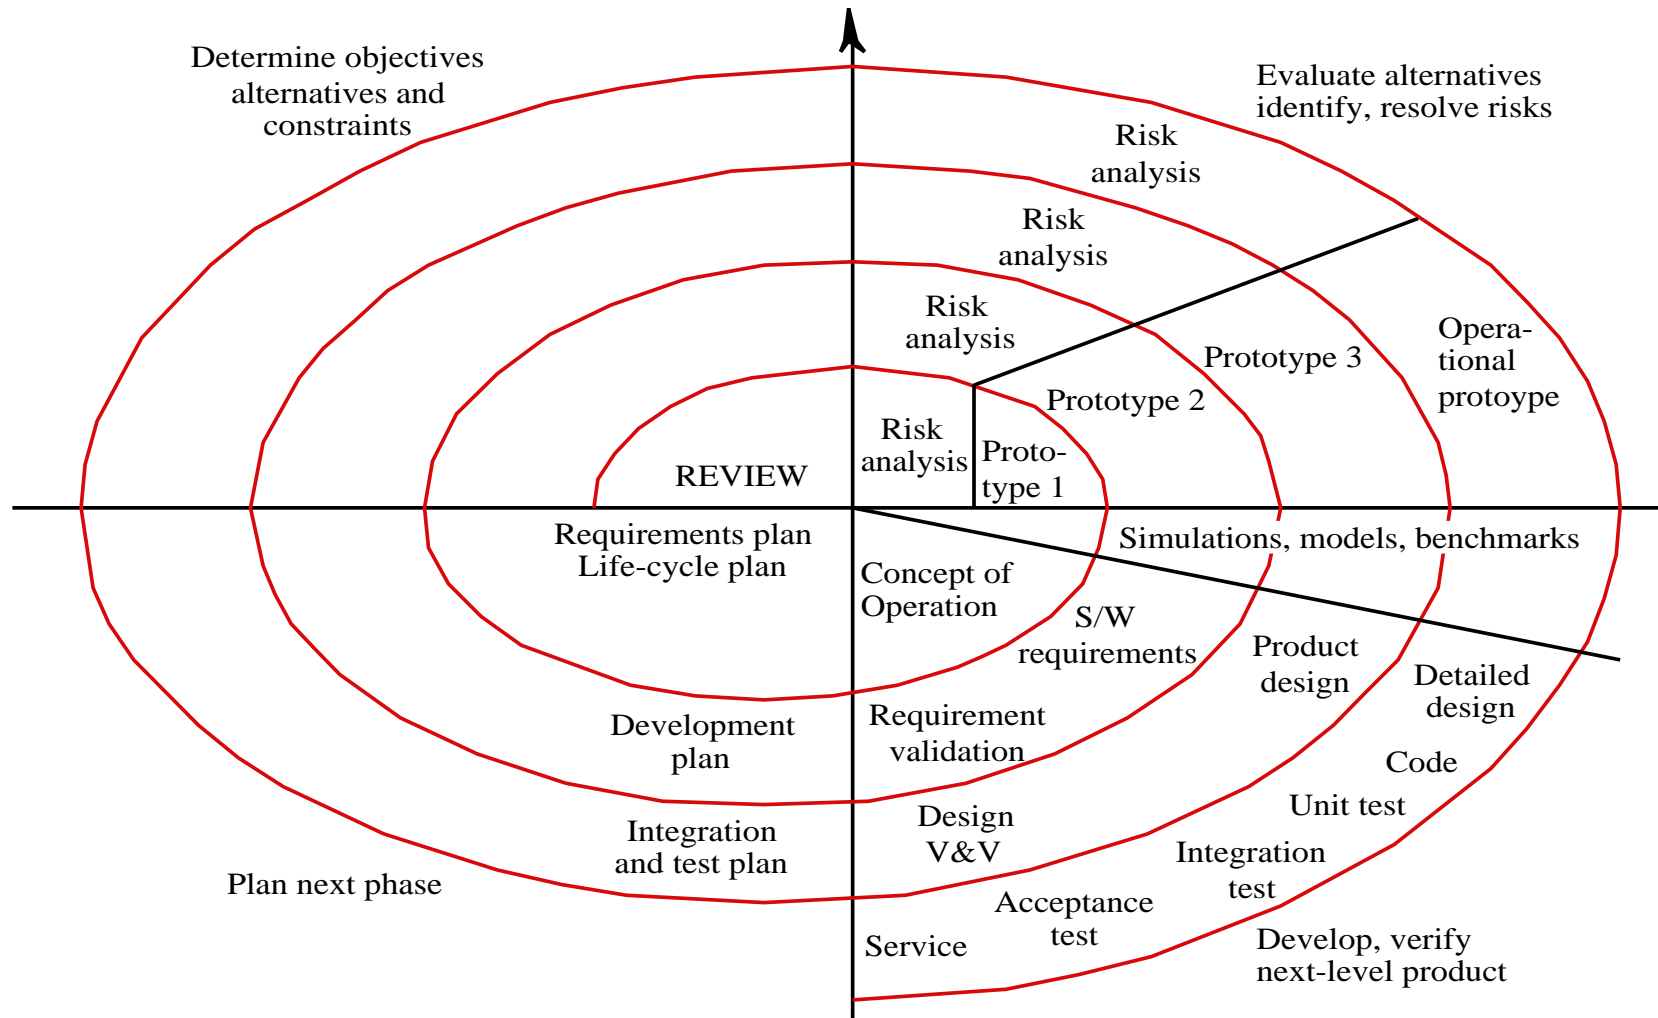 Determine objectives
alternatives and
constraints
Evaluate alternatives
identify, resolve risks
Risk
analysis
Risk
analysis
Risk
analysis
Risk
analysis
Opera-
tional
protoype
Prototype 3
Prototype 2
Proto-
type 1
REVIEW
Requirements plan
Life-cycle plan
Simulations, models, benchmarks
Concept of
Operation
S/W
requirements
Product
design
Detailed
design
Development
plan
Requirement
validation
Code
Unit test
Integration
and test plan
Design
V&V
Integration
test
Plan next phase
Acceptance
test
Service
Develop, verify
next-level product